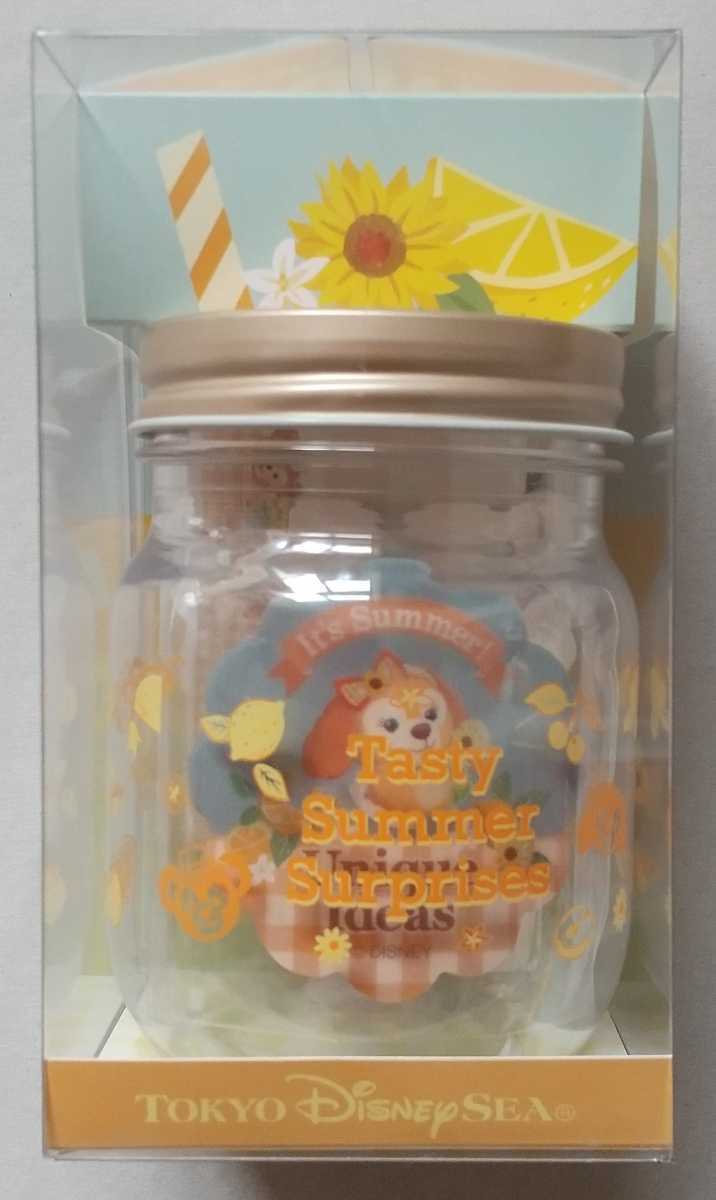 It's Summer!
Tasty
Summer
Surprises
Unique
Ideas
© DISNEY
TOKYO DISNEYSEA®